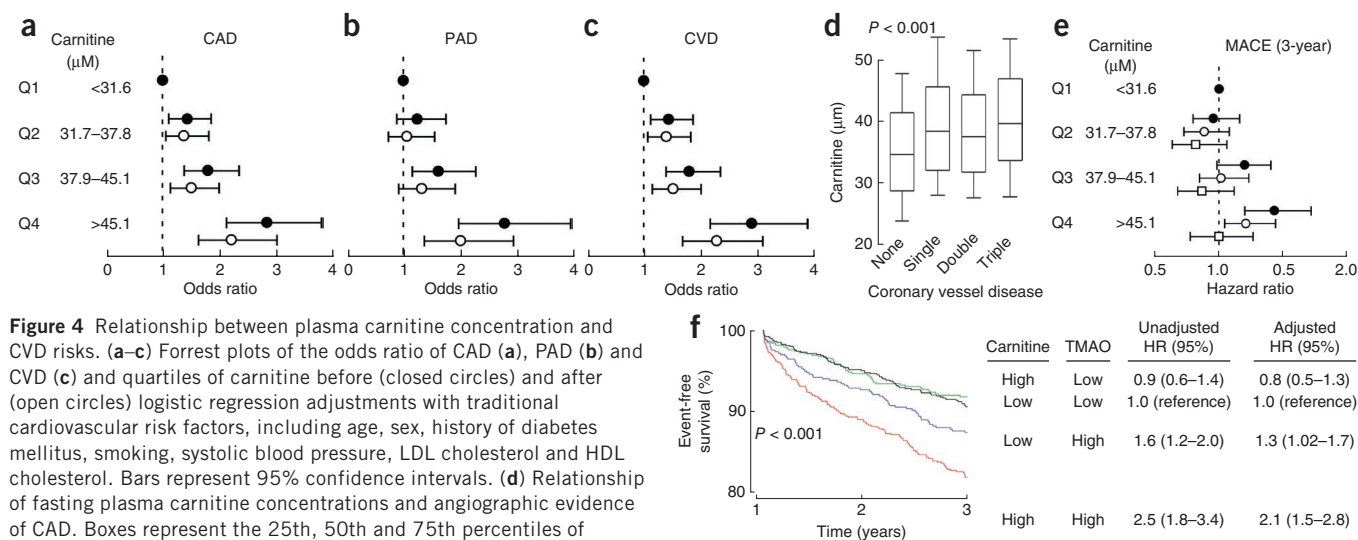 a
Carnitine
(μM)
CAD
Q1 <31.6
Q2 31.7–37.8
Q3 37.9–45.1
Q4 >45.1
0 1 2 3 4
Odds ratio
b
PAD
0 1 2 3 4
Odds ratio
c
CVD
0 1 2 3 4
Odds ratio
d
P < 0.001
Carnitine (μm)
50
40
30
20
None Single Double Triple
Coronary vessel disease
e
Carnitine
(μM)
MACE (3-year)
Q1 <31.6
Q2 31.7–37.8
Q3 37.9–45.1
Q4 >45.1
0.5 1.0 0.5 2.0
Hazard ratio
Figure 4 Relationship between plasma carnitine concentration and
CVD risks. (a–c) Forrest plots of the odds ratio of CAD (a), PAD (b) and
CVD (c) and quartiles of carnitine before (closed circles) and after
(open circles) logistic regression adjustments with traditional
cardiovascular risk factors, including age, sex, history of diabetes
mellitus, smoking, systolic blood pressure, LDL cholesterol and HDL
cholesterol. Bars represent 95% confidence intervals. (d) Relationship
of fasting plasma carnitine concentrations and angiographic evidence
of CAD. Boxes represent the 25th, 50th and 75th percentiles of
f
Event-free
survival (%)
100
90
80
P < 0.001
1 2 3
Time (years)
Carnitine TMAO Unadjusted HR (95%) Adjusted HR (95%)
High Low 0.9 (0.6–1.4) 0.8 (0.5–1.3)
Low Low 1.0 (reference) 1.0 (reference)
Low High 1.6 (1.2–2.0) 1.3 (1.02–1.7)
High High 2.5 (1.8–3.4) 2.1 (1.5–2.8)